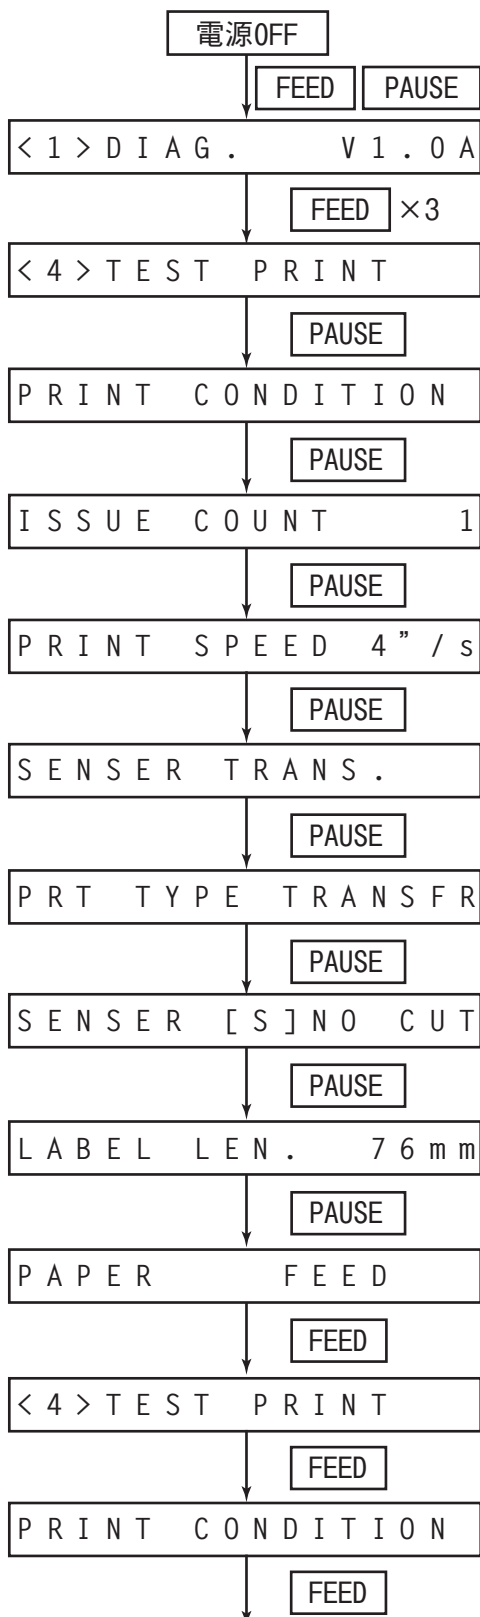 電源OFF
FEED PAUSE
<1>DIAG. V1.0A
FEED ×3
<4>TEST PRINT
PAUSE
PRINT CONDITION
PAUSE
ISSUE COUNT 1
PAUSE
PRINT SPEED 4”/s
PAUSE
SENSER TRANS.
PAUSE
PRT TYPE TRANSFR
PAUSE
SENSER [S]NO CUT
PAUSE
LABEL LEN. 76mm
PAUSE
PAPER FEED
FEED
<4>TEST PRINT
FEED
PRINT CONDITION
FEED